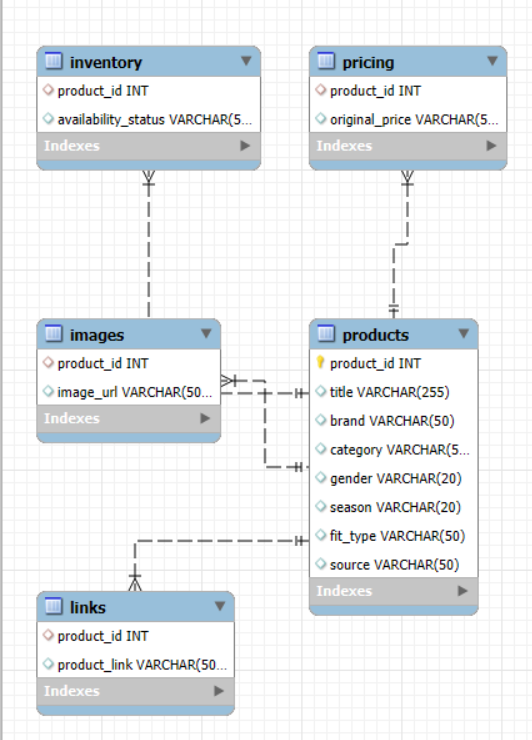 inventory
product_id INT
availability_status VARCHAR(5...
Indexes
pricing
product_id INT
original_price VARCHAR(5...
Indexes
images
product_id INT
image_url VARCHAR(50...
Indexes
products
product_id INT
title VARCHAR(255)
brand VARCHAR(50)
category VARCHAR(5...
gender VARCHAR(20)
season VARCHAR(20)
fit_type VARCHAR(50)
source VARCHAR(50)
Indexes
links
product_id INT
product_link VARCHAR(50...
Indexes